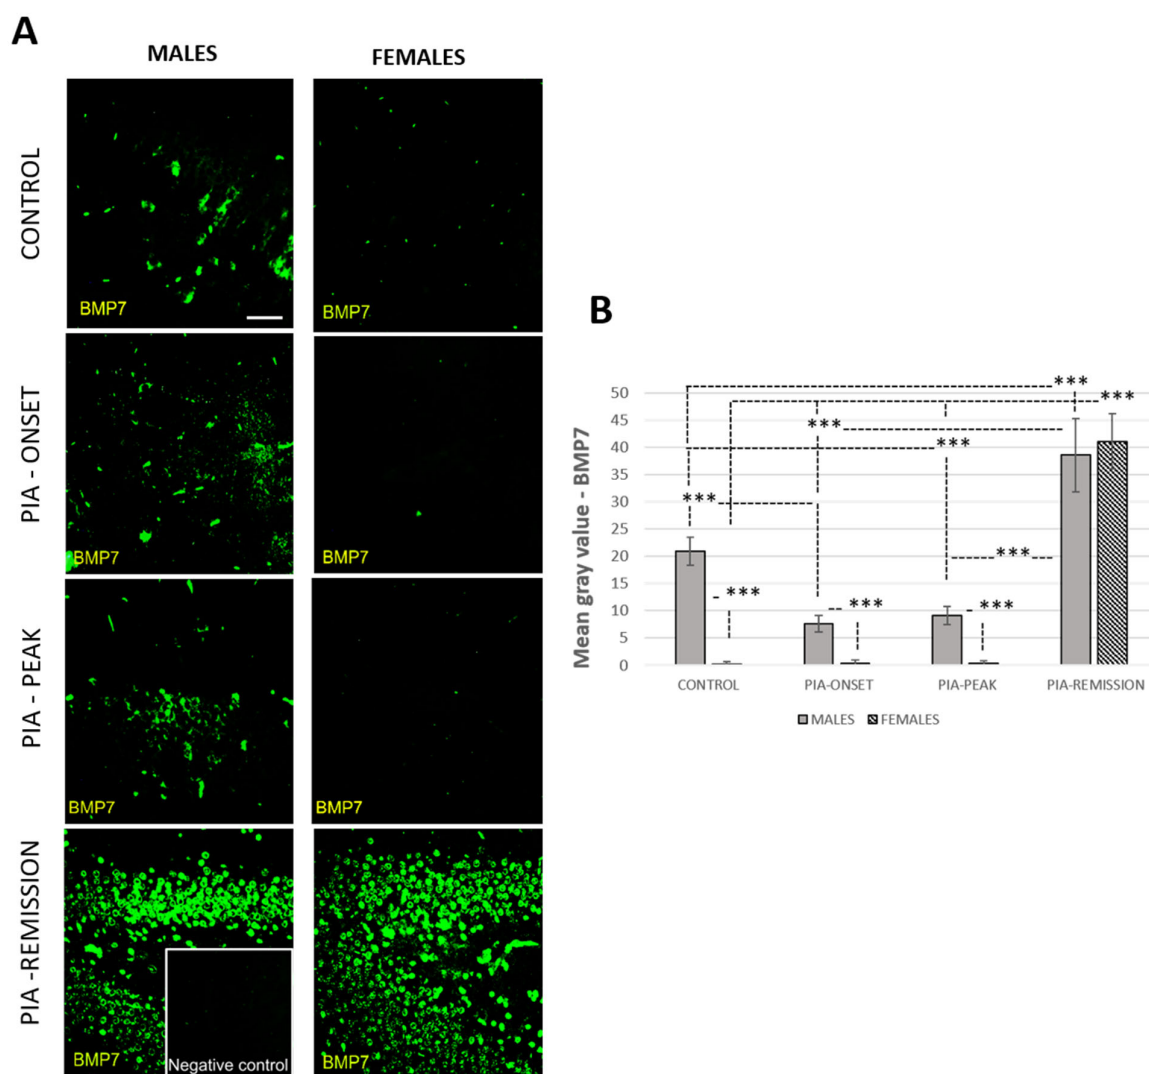 A
MALES
FEMALES
CONTROL
BMP7
BMP7
PIA - ONSET
BMP7
BMP7
PIA - PEAK
BMP7
BMP7
PIA -REMISSION
BMP7
Negative control
BMP7
B
Mean gray value - BMP7
50
45
40
35
30
25
20
15
10
5
0
***
***
***
***
***
***
***
***
***
CONTROL
PIA-ONSET
PIA-PEAK
PIA-REMISSION
MALES
FEMALES